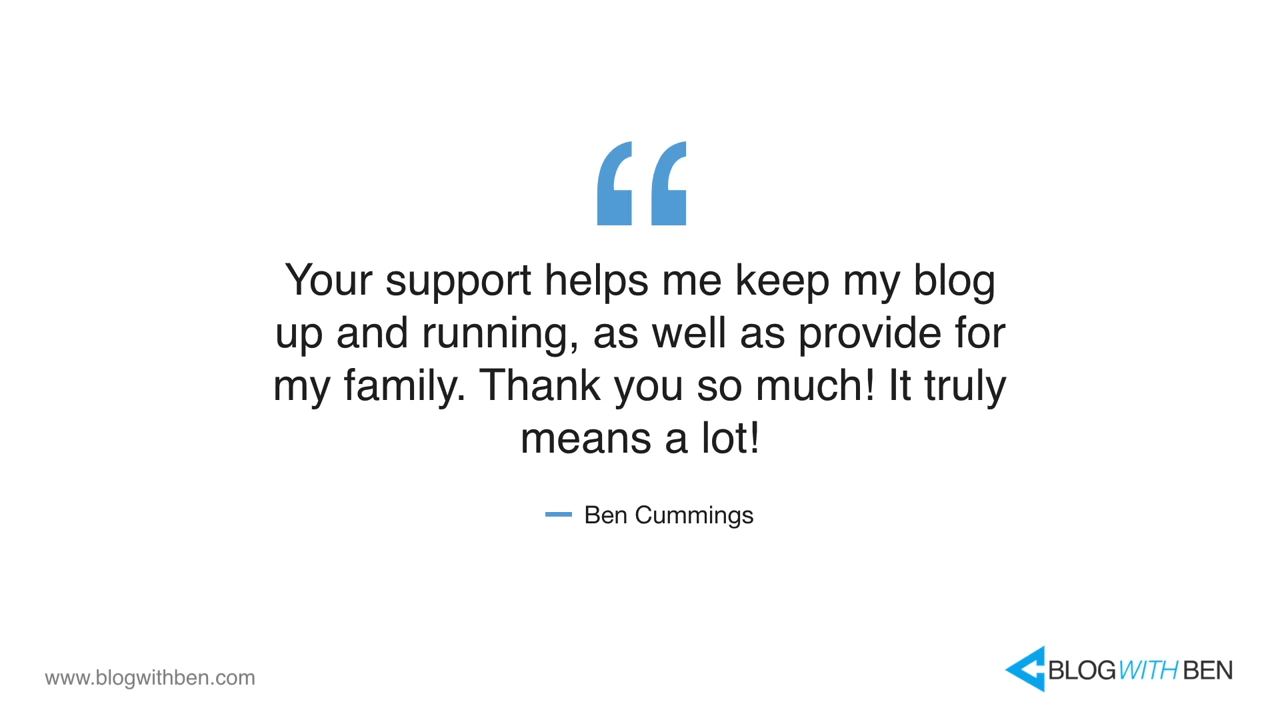 Your support helps me keep my blog
up and running, as well as provide for
my family. Thank you so much! It truly
means a lot!
— Ben Cummings
www.blogwithben.com
BLOGWITHBEN